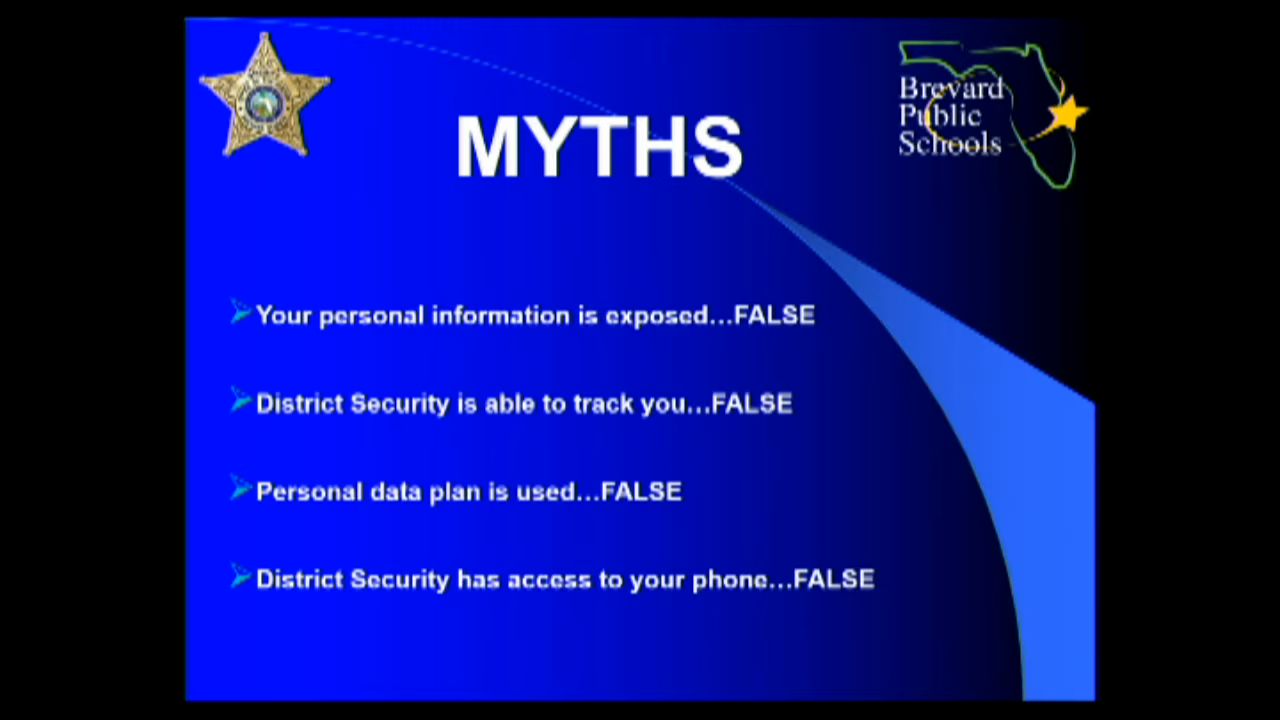 MYTHS
Brevard
Public
Schools
Your personal information is exposed...FALSE
District Security is able to track you...FALSE
Personal data plan is used...FALSE
District Security has access to your phone...FALSE